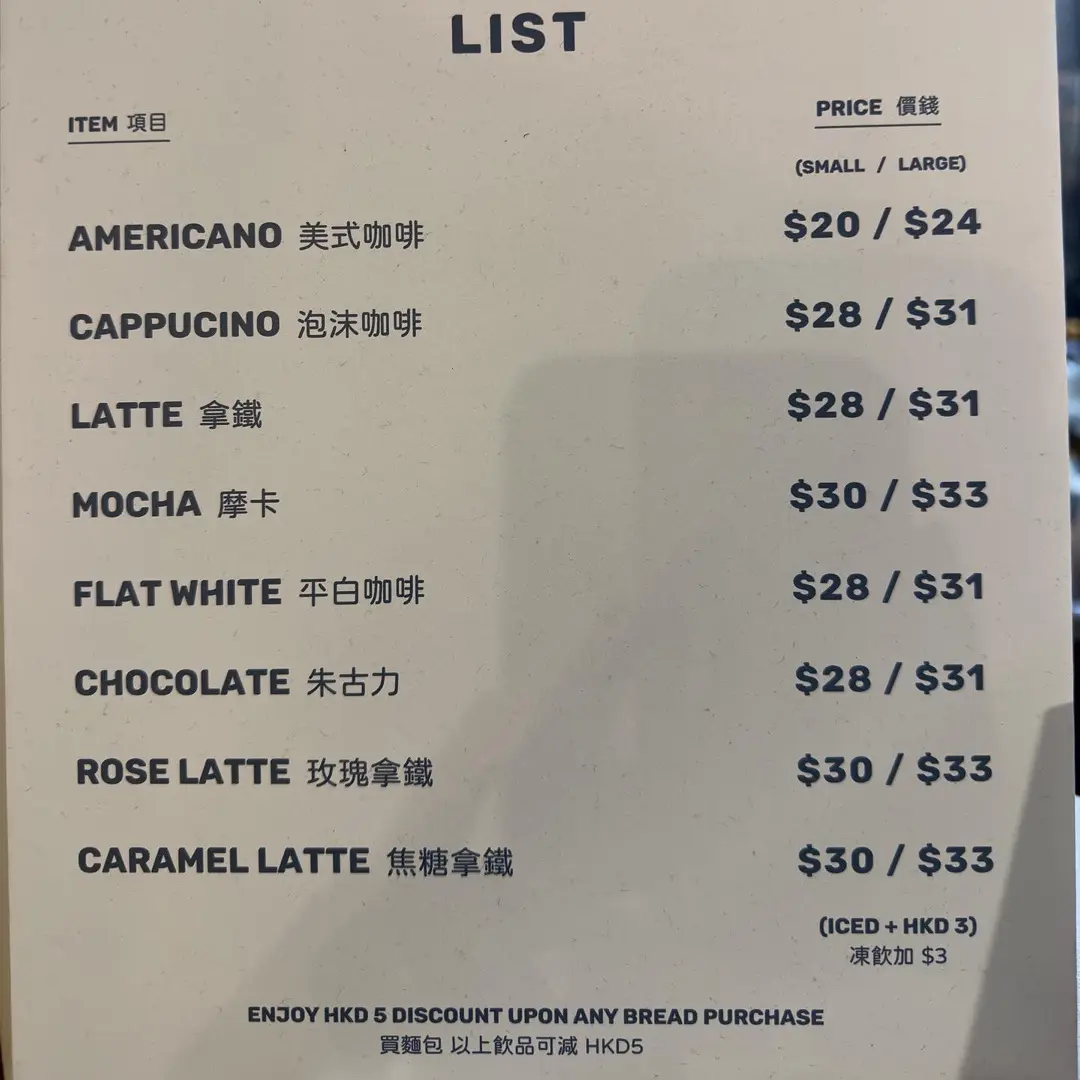 LIST
ITEM 項目 PRICE 價錢
(SMALL / LARGE)
AMERICANO 美式咖啡 $20 / $24
CAPPUCINO 泡沫咖啡 $28 / $31
LATTE 拿鐵 $28 / $31
MOCHA 摩卡 $30 / $33
FLAT WHITE 平白咖啡 $28 / $31
CHOCOLATE 朱古力 $28 / $31
ROSE LATTE 玫瑰拿鐵 $30 / $33
CARAMEL LATTE 焦糖拿鐵 $30 / $33
(ICED + HKD 3)
凍飲加 $3
ENJOY HKD 5 DISCOUNT UPON ANY BREAD PURCHASE
買麵包 以上飲品可減 HKD5